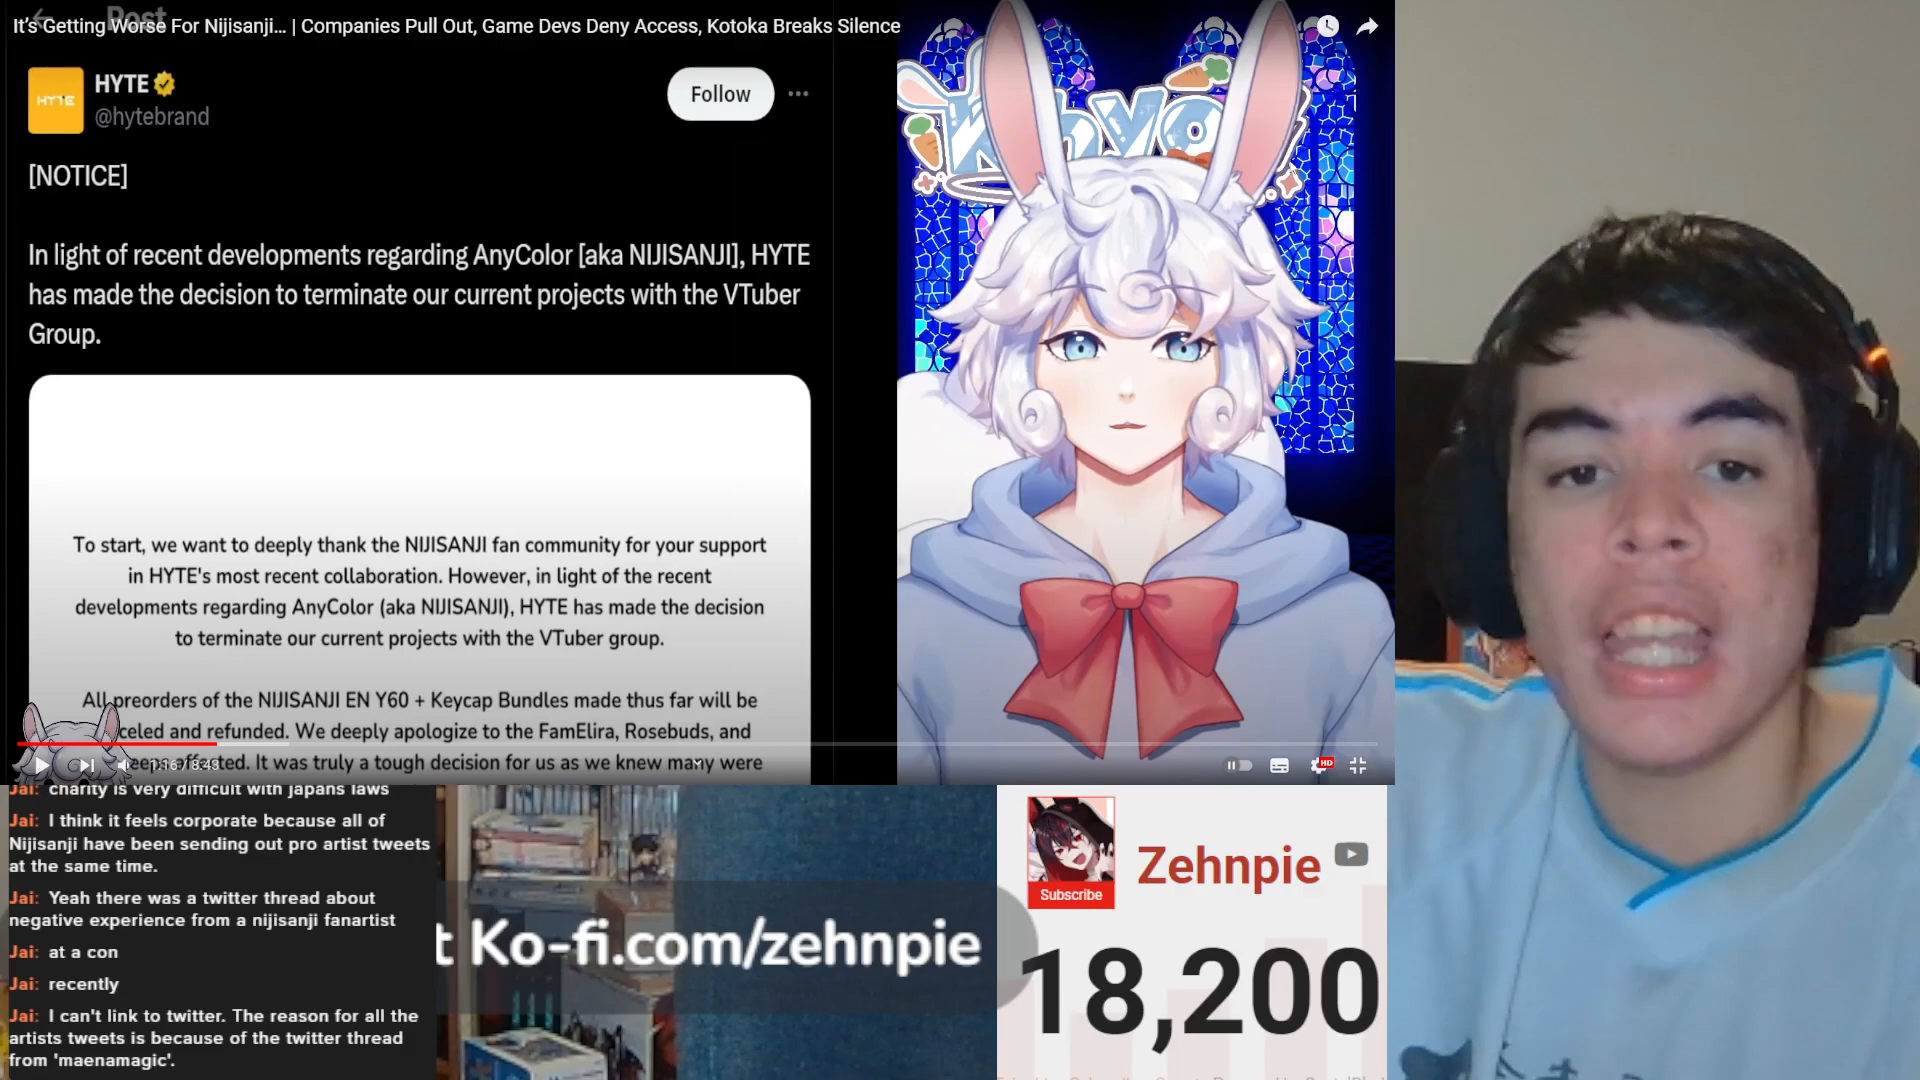 Post
It's Getting Worse For Nijisanji... | Companies Pull Out, Game Devs Deny Access, Kotoka Breaks Silence
HYTE
HYTE
@hytebrand
Follow
[NOTICE]
In light of recent developments regarding AnyColor [aka NIJISANJI], HYTE
has made the decision to terminate our current projects with the VTuber
Group.
To start, we want to deeply thank the NIJISANJI fan community for your support
in HYTE's most recent collaboration. However, in light of the recent
developments regarding AnyColor (aka NIJISANJI), HYTE has made the decision
to terminate our current projects with the VTuber group.
All preorders of the NIJISANJI EN Y60 + Keycap Bundles made thus far will be
celed and refunded. We deeply apologize to the FamElira, Rosebuds, and
It was truly a tough decision for us as we knew many were
HD
Jai: charity is very difficult with japans laws
Jai: I think it feels corporate because all of
Nijisanji have been sending out pro artist tweets
at the same time.
Jai: Yeah there was a twitter thread about
negative experience from a nijisanji fanartist
Jai: at a con
Jai: recently
Jai: I can't link to twitter. The reason for all the
artists tweets is because of the twitter thread
from 'maenamagic'.
t Ko-fi.com/zehnpie
Subscribe
Zehnpie
18,200